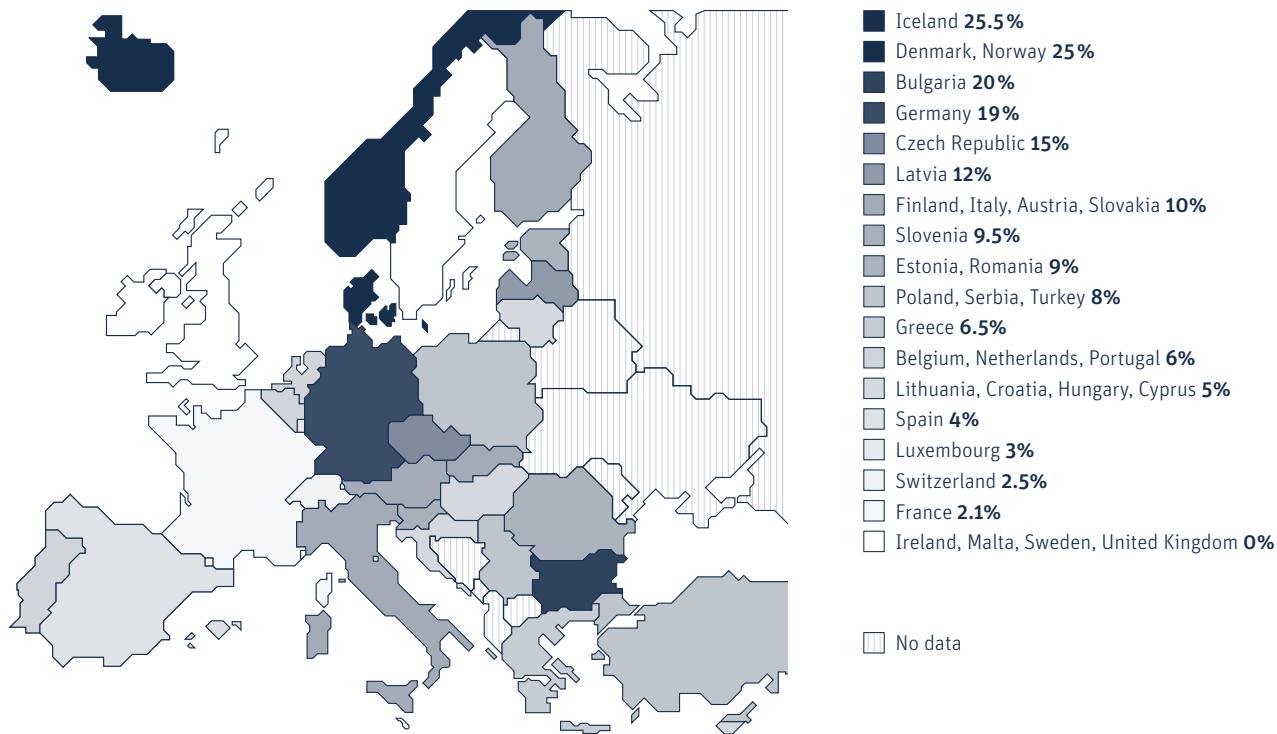 Iceland 25.5%
Denmark, Norway 25%
Bulgaria 20%
Germany 19%
Czech Republic 15%
Latvia 12%
Finland, Italy, Austria, Slovakia 10%
Slovenia 9.5%
Estonia, Romania 9%
Poland, Serbia, Turkey 8%
Greece 6.5%
Belgium, Netherlands, Portugal 6%
Lithuania, Croatia, Hungary, Cyprus 5%
Spain 4%
Luxembourg 3%
Switzerland 2.5%
France 2.1%
Ireland, Malta, Sweden, United Kingdom 0%
No data